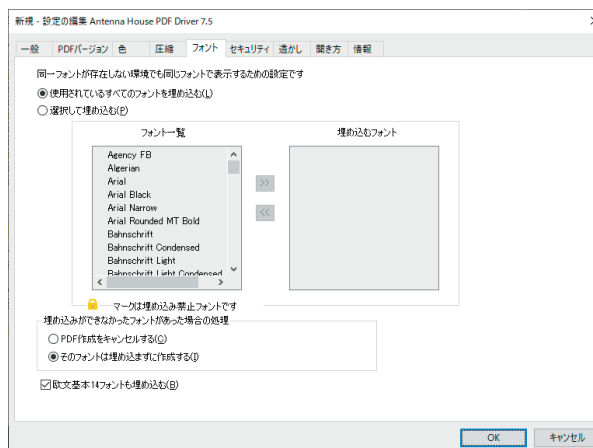 新規 - 設定の編集 Antenna House PDF Driver 7.5
一般 PDFバージョン 色 圧縮 フォント セキュリティ 透かし 開き方 情報
同一フォントが存在しない環境でも同じフォントで表示するための設定です
使用されているすべてのフォントを埋め込む(L)
選択して埋め込む(P)
フォント一覧 埋め込むフォント
Agency FB
Algerian
Arial
Arial Black
Arial Narrow
Arial Rounded MT Bold
Bahnschrift
Bahnschrift Condensed
Bahnschrift Light
Bahnschrift Light Condensed
>>
<<
マークは埋め込み禁止フォントです
埋め込みができなかったフォントがあった場合の処理
PDF作成をキャンセルする(C)
そのフォントは埋め込まずに作成する(I)
欧文基本14フォントも埋め込む(B)
OK キャンセル